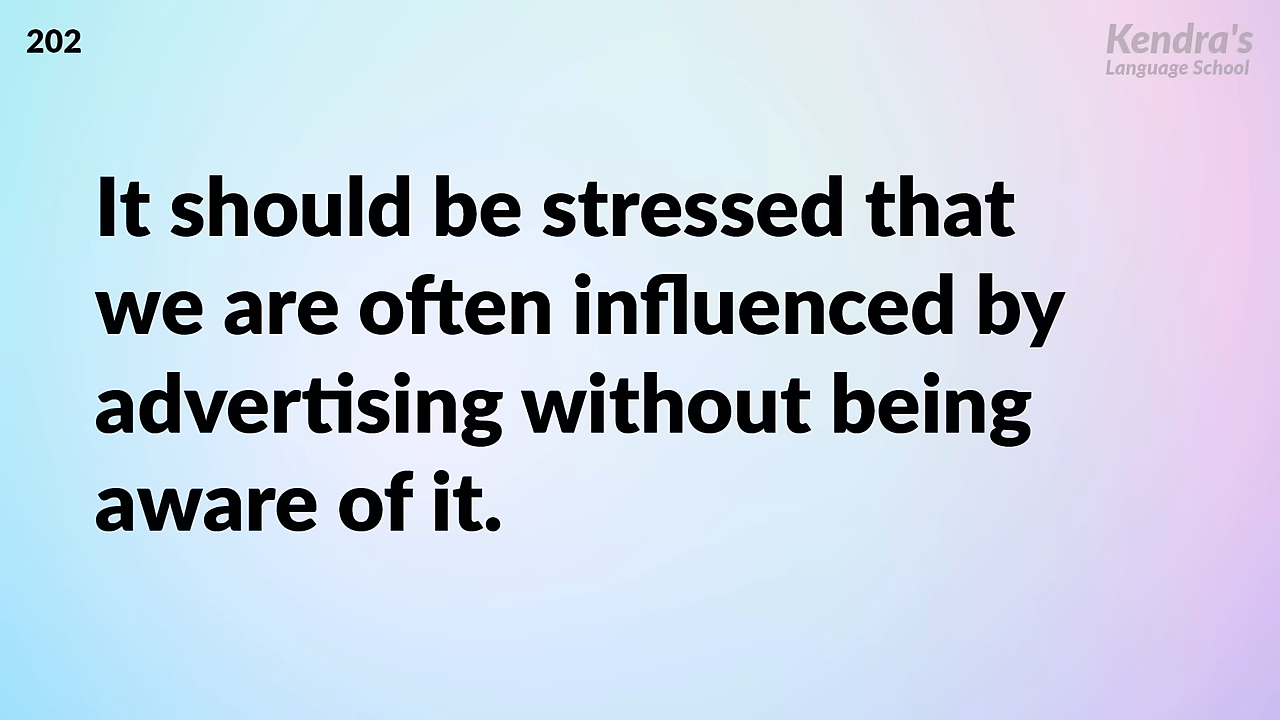 202
Kendra's
Language School
It should be stressed that
we are often influenced by
advertising without being
aware of it.